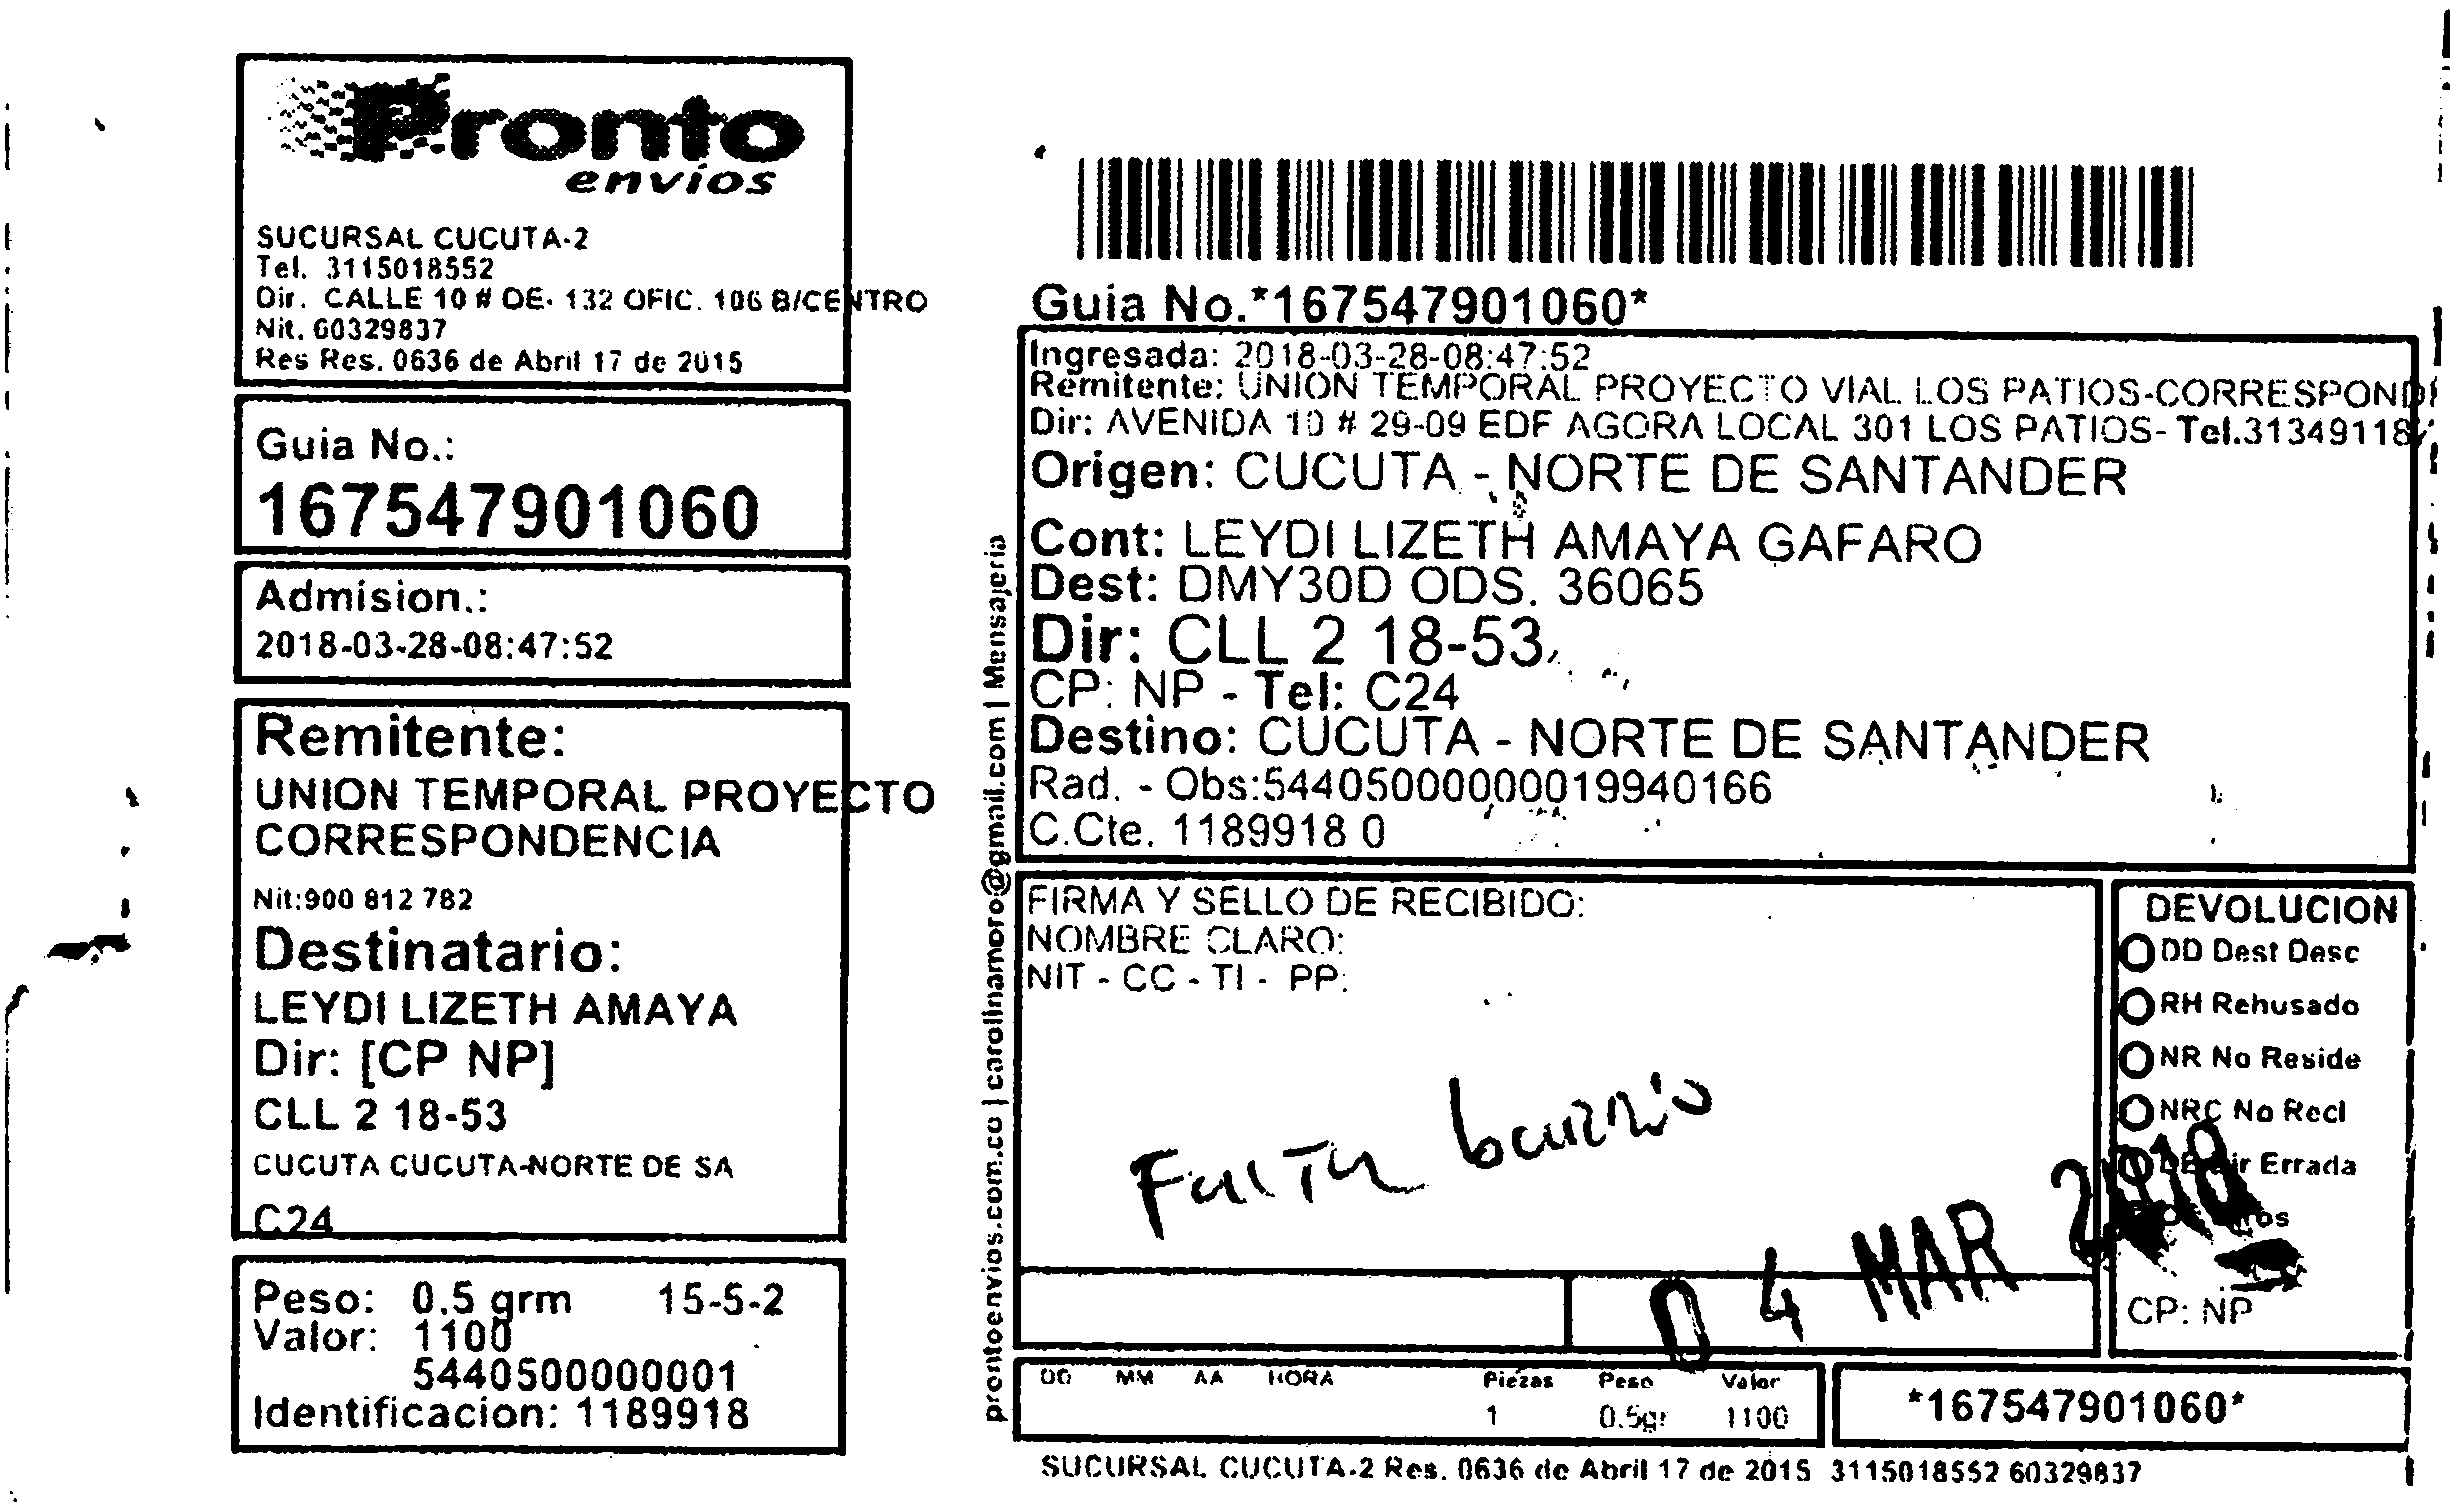 Pronto
envios
SUCURSAL CUCUTA-2
Tel. 3115018552
Dir. CALLE 10 # OE- 132 OFIC. 106 B/CENTRO
Nit. 60329837
Res Res. 0636 de Abril 17 de 2015
Guia No.:
167547901060
Admision.:
2018-03-28-08:47:52
Remitente:
UNION TEMPORAL PROYECTO
CORRESPONDENCIA
Nit:900 812 782
Destinatario:
LEYDI LIZETH AMAYA
Dir: [CP NP]
CLL 2 18-53
CUCUTA CUCUTA-NORTE DE SA
C24
Peso: 0.5 grm 15-5-2
Valor: 1100
5440500000001
Identificacion: 1189918
prontoenvios.com.co | carolinamoro@gmail.com | Mensajeria
Guia No.*167547901060*
Ingresada: 2018-03-28-08:47:52
Remitente: UNION TEMPORAL PROYECTO VIAL LOS PATIOS-CORRESPOND
Dir: AVENIDA 10 # 29-09 EDF AGORA LOCAL 301 LOS PATIOS- Tel.31349118
Origen: CUCUTA - NORTE DE SANTANDER
Cont: LEYDI LIZETH AMAYA GAFARO
Dest: DMY30D ODS. 36065
Dir: CLL 2 18-53
CP: NP - Tel: C24
Destino: CUCUTA - NORTE DE SANTANDER
Rad. - Obs:544050000000019940166
C.Cte. 1189918 0
FIRMA Y SELLO DE RECIBIDO:
NOMBRE CLARO:
NIT - CC - TI - PP:
Falta barrio
04 MAR 2018
DEVOLUCION
DD Dest Desc
RH Rehusado
NR No Reside
NRC No Recl
DE Dir Errada
CP: NP
DD MM AA HORA Piezas Peso Valor
1 0.5gr 1100
*167547901060*
SUCURSAL CUCUTA-2 Res. 0636 de Abril 17 de 2015 3115018552 60329837